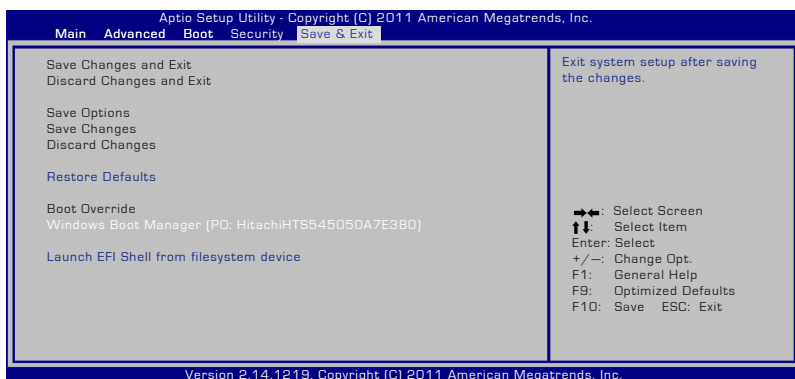 Aptio Setup Utility - Copyright (C) 2011 American Megatrends, Inc.
Main Advanced Boot Security Save & Exit
Save Changes and Exit
Discard Changes and Exit
Save Options
Save Changes
Discard Changes
Restore Defaults
Boot Override
Windows Boot Manager (P0: HitachiHTS545050A7E380)
Launch EFI Shell from filesystem device
Exit system setup after saving
the changes.
→←: Select Screen
↑↓: Select Item
Enter: Select
+/—: Change Opt.
F1: General Help
F9: Optimized Defaults
F10: Save ESC: Exit
Version 2.14.1219. Copyright (C) 2011 American Megatrends, Inc.